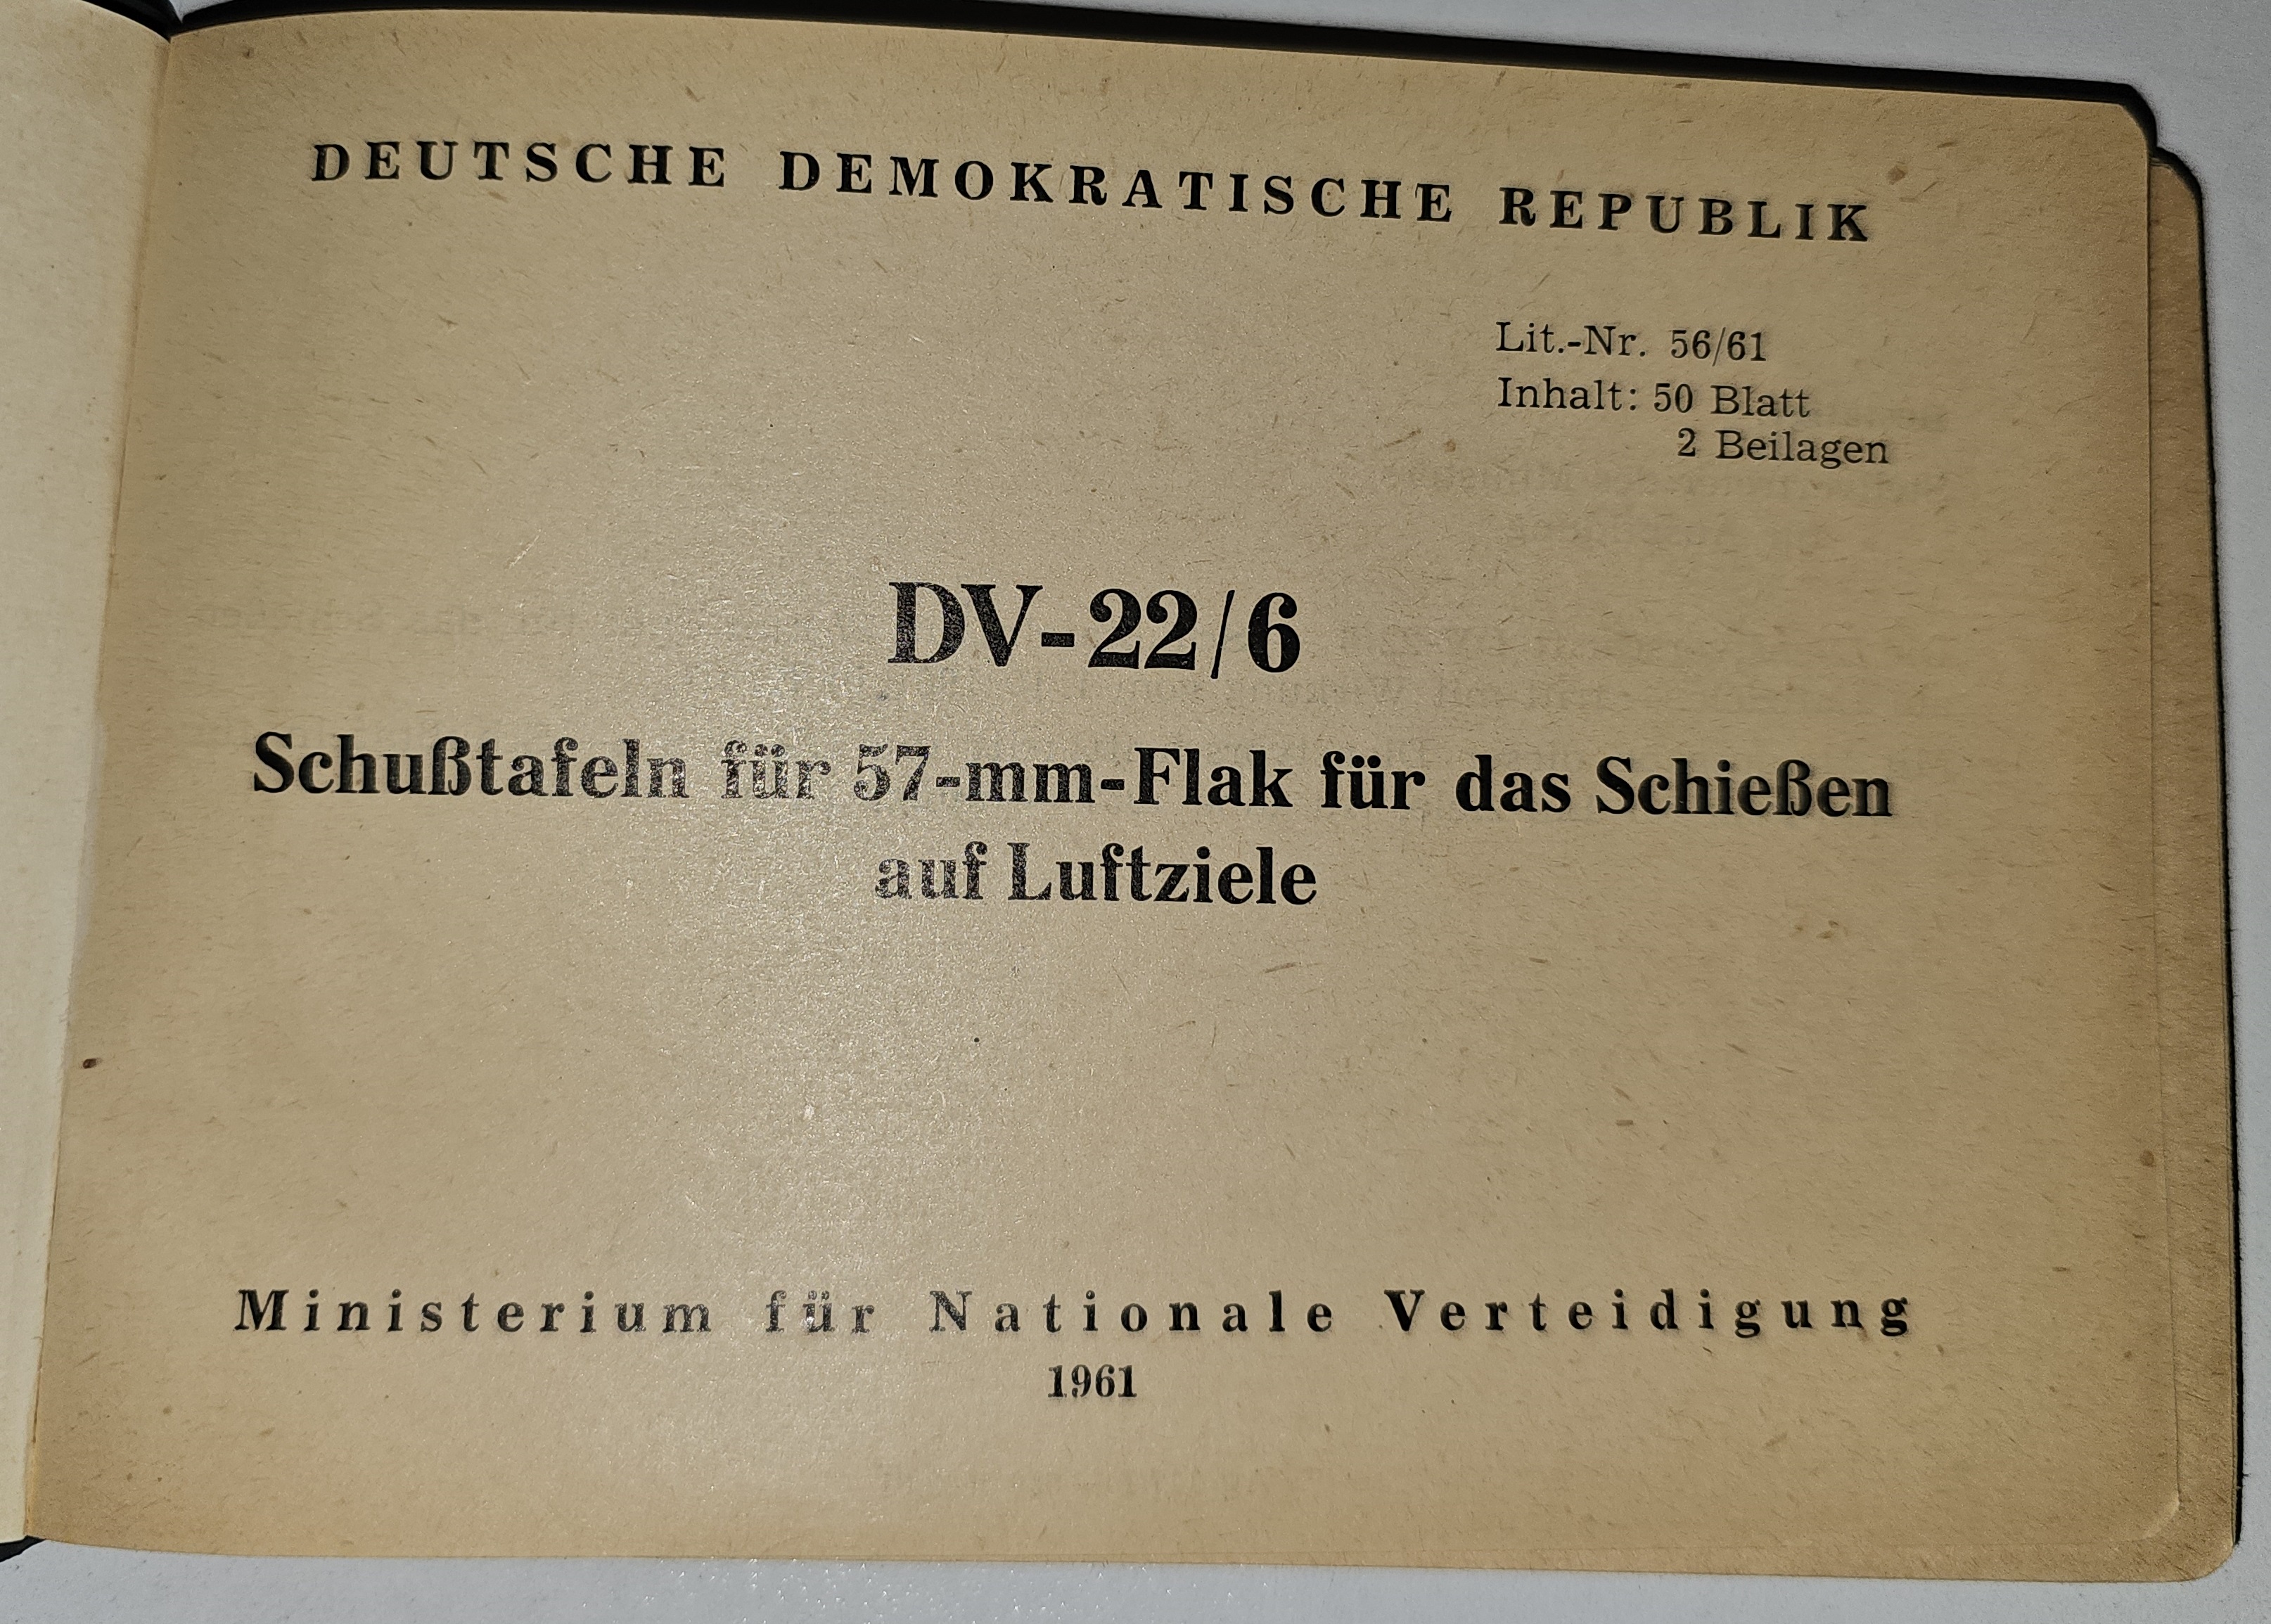 DEUTSCHE DEMOKRATISCHE REPUBLIK
Lit.-Nr. 56/61
Inhalt: 50 Blatt
2 Beilagen
DV-22/6
Schußtafeln für 57-mm-Flak für das Schießen
auf Luftziele
Ministerium für Nationale Verteidigung
1961